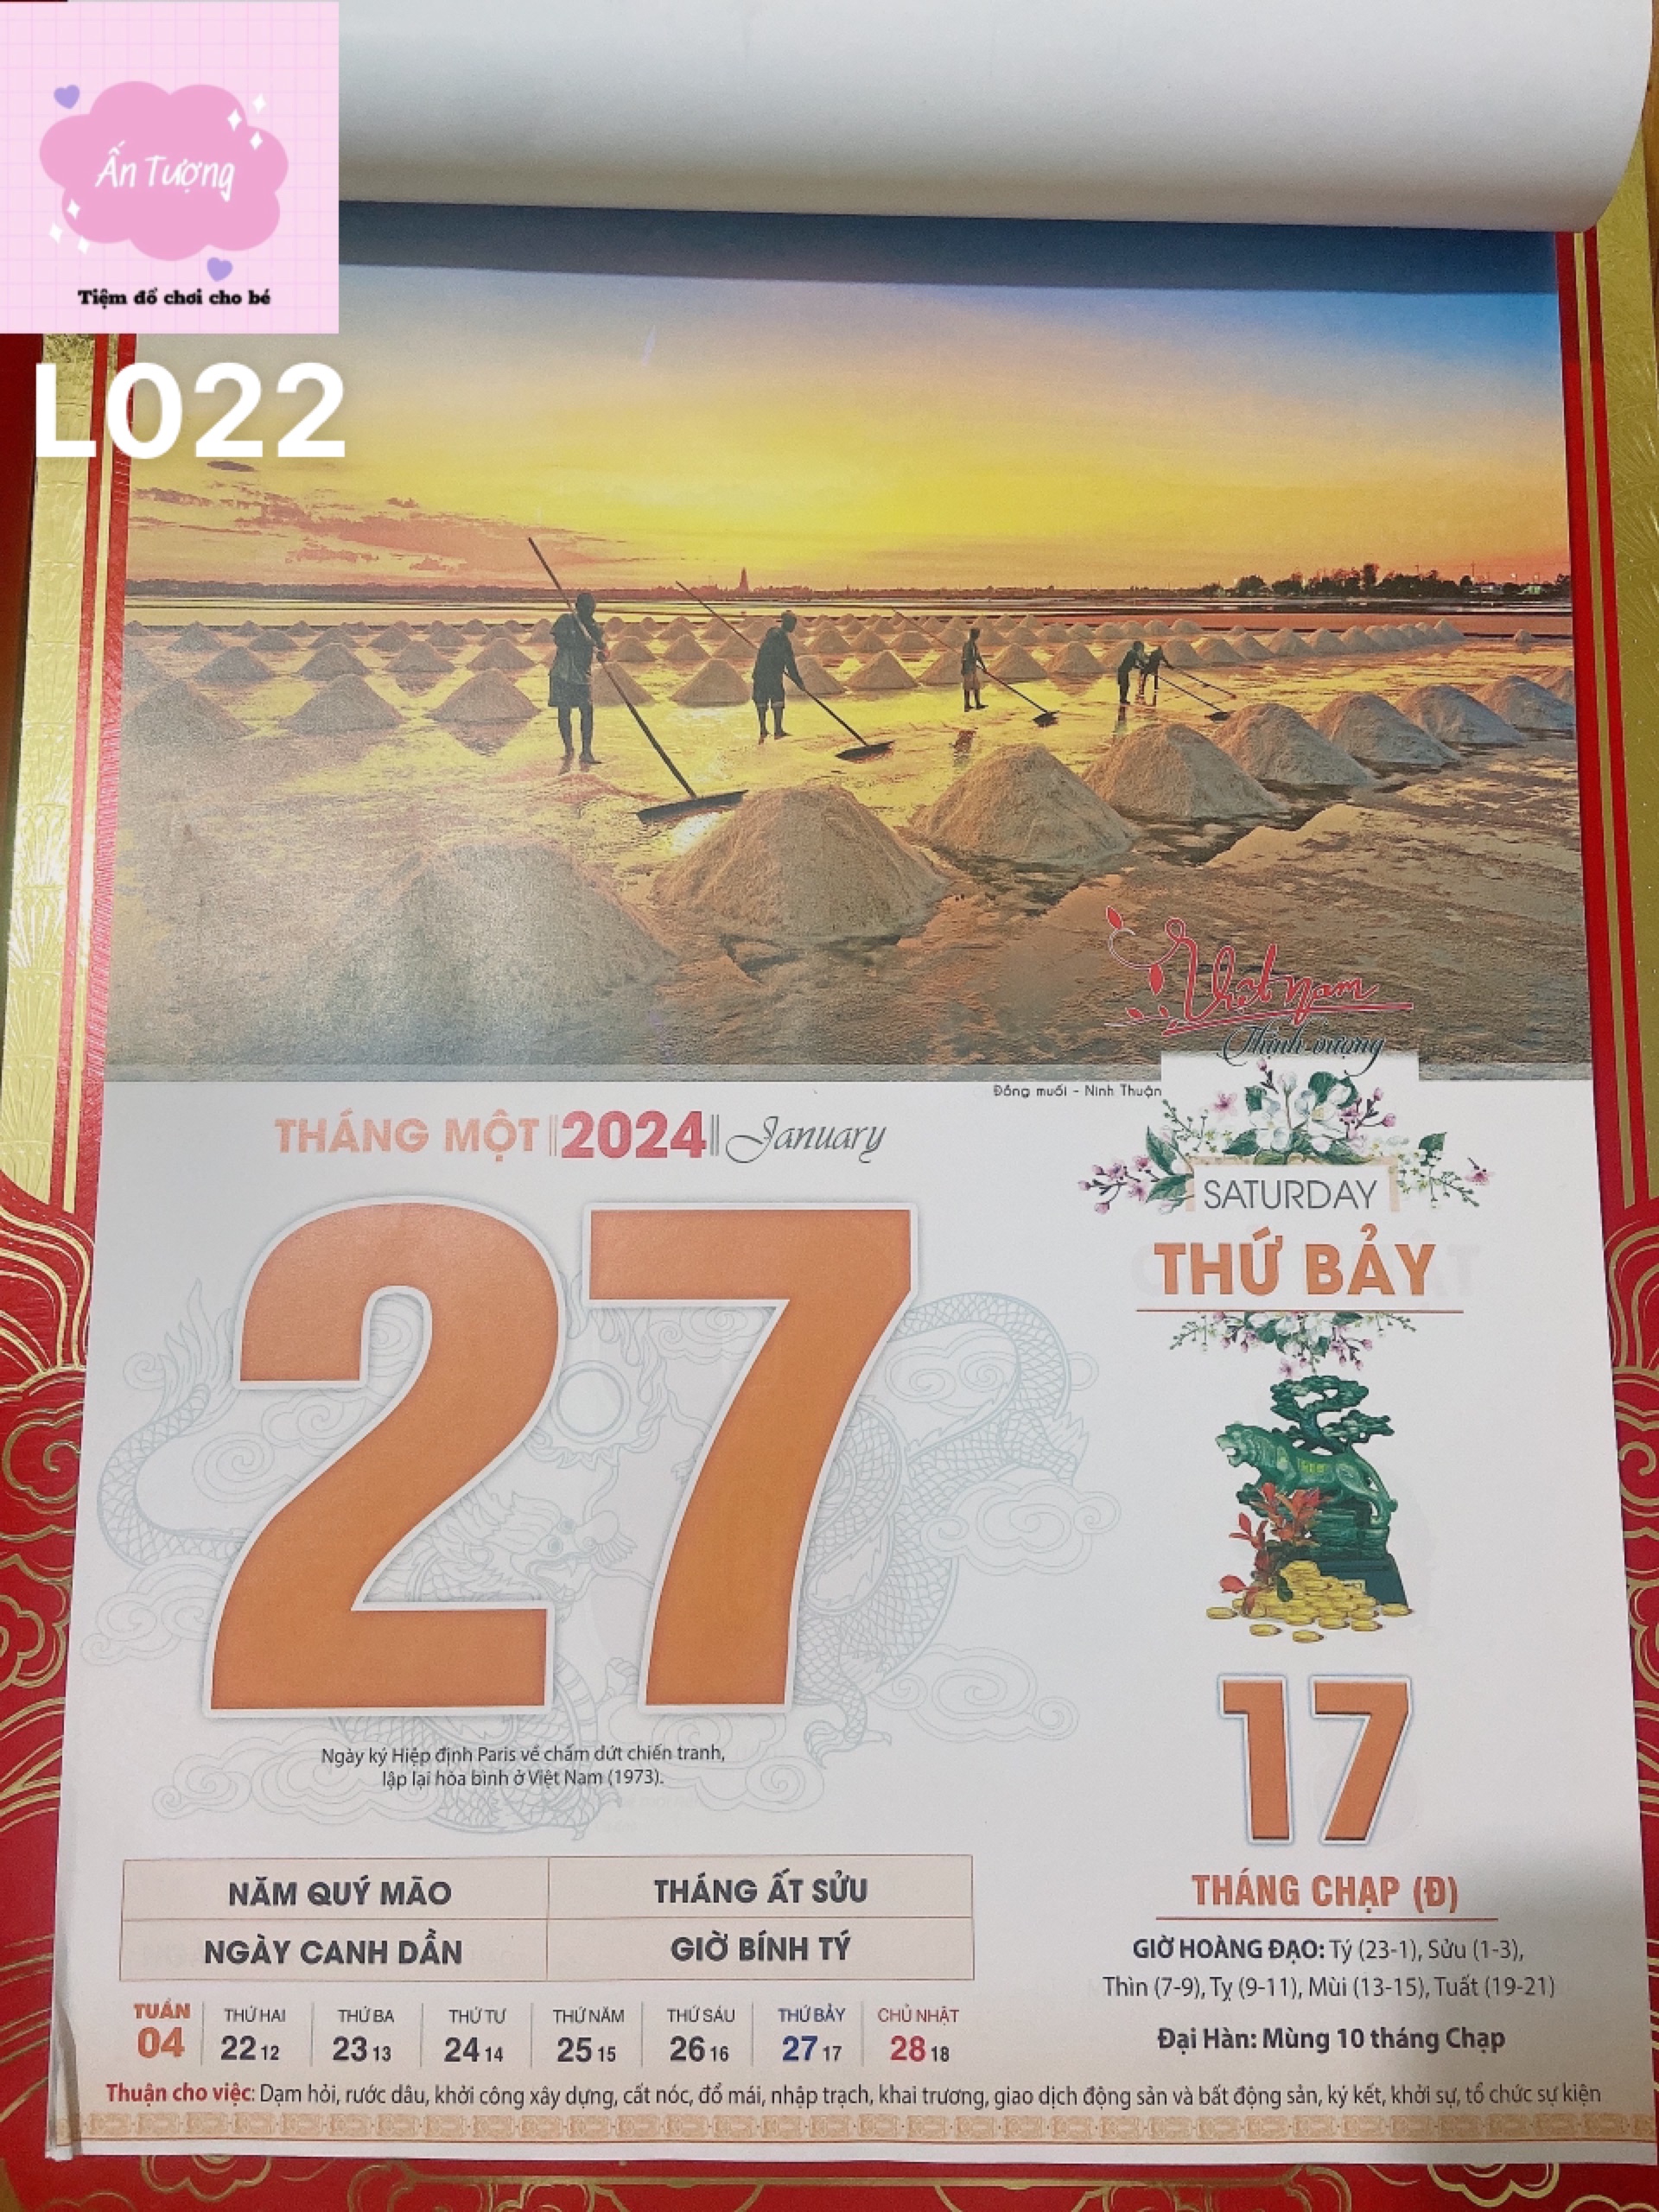 Ấn Tượng
Tiệm đồ chơi cho bé
L022
Việt Nam
Thịnh vượng
Đồng muối - Ninh Thuận
THÁNG MỘT 2024 January
SATURDAY
THỨ BẢY
27
Ngày ký Hiệp định Paris về chấm dứt chiến tranh,
lập lại hòa bình ở Việt Nam (1973).
17
THÁNG CHẠP (Đ)
NĂM QUÝ MÃO THÁNG ẤT SỬU
NGÀY CANH DẦN GIỜ BÍNH TÝ
GIỜ HOÀNG ĐẠO: Tý (23-1), Sửu (1-3),
Thìn (7-9), Tỵ (9-11), Mùi (13-15), Tuất (19-21)
Đại Hàn: Mùng 10 tháng Chạp
TUẦN THỨ HAI THỨ BA THỨ TƯ THỨ NĂM THỨ SÁU THỨ BẢY CHỦ NHẬT
04 22 12 23 13 24 14 25 15 26 16 27 17 28 18
Thuận cho việc: Dạm hỏi, rước dâu, khởi công xây dựng, cất nóc, đổ mái, nhập trạch, khai trương, giao dịch động sản và bất động sản, ký kết, khởi sự, tổ chức sự kiện